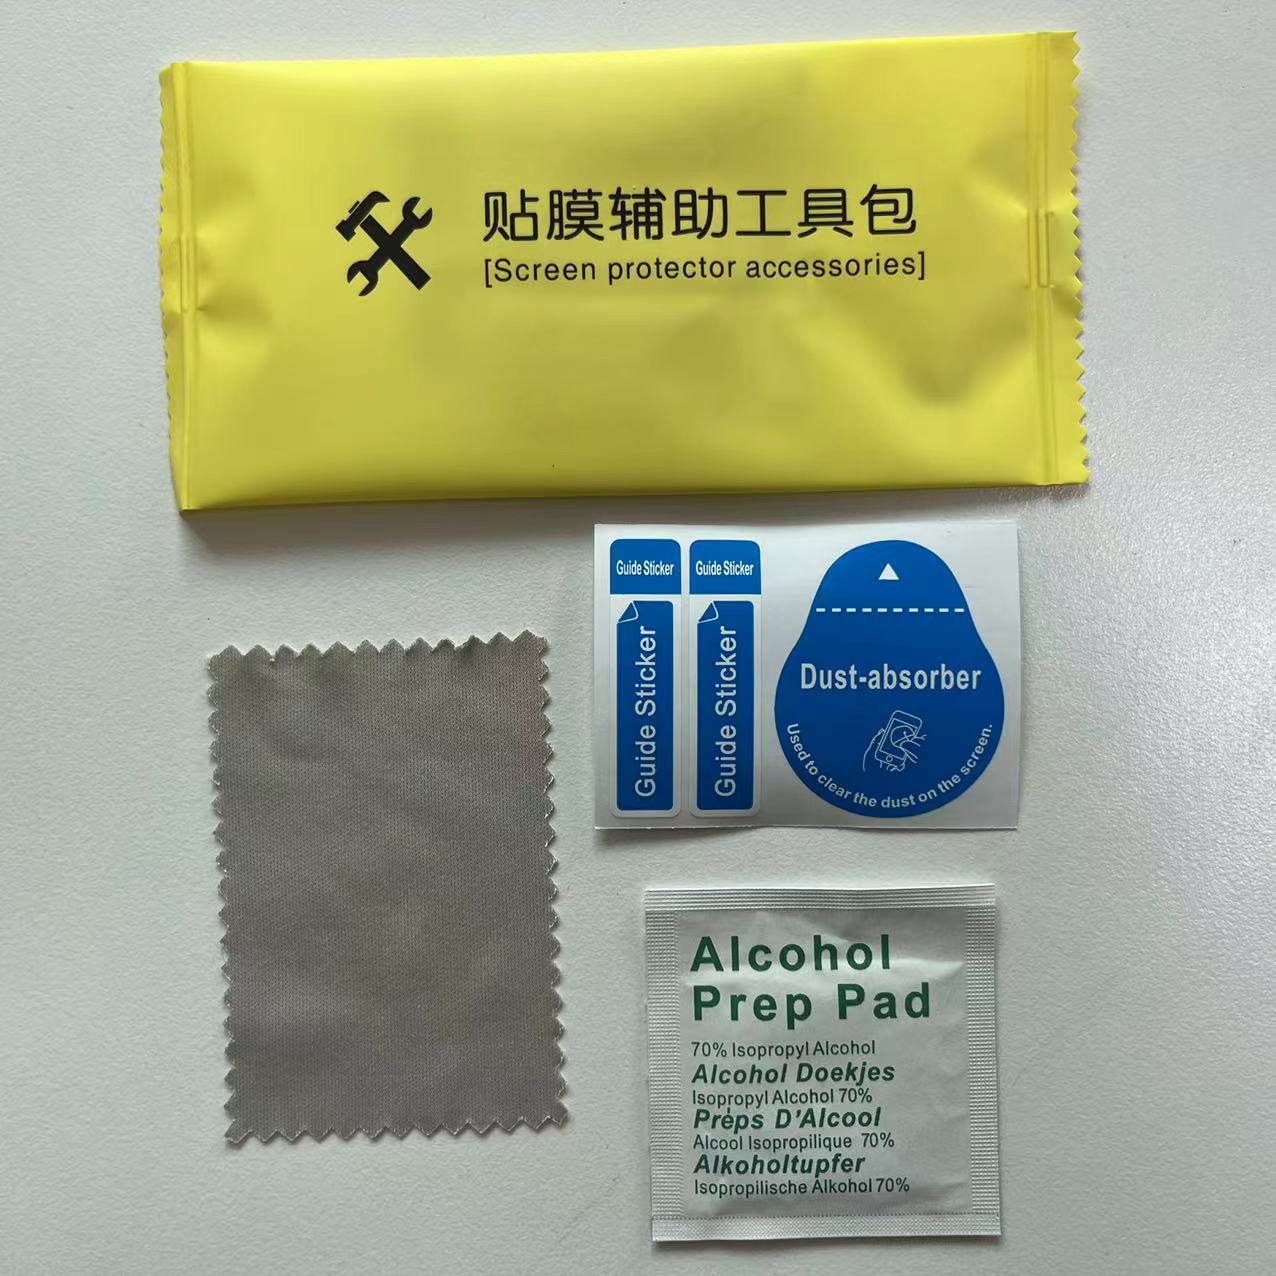 贴膜辅助工具包
[Screen protector accessories]
Guide Sticker
Guide Sticker
Guide Sticker
Guide Sticker
Dust-absorber
Used to clear the dust on the screen.
Alcohol
Prep Pad
70% Isopropyl Alcohol
Alcohol Doekjes
Isopropyl Alcohol 70%
Prèps D'Alcool
Alcool Isopropilique 70%
Alkoholtupfer
Isopropilische Alkohol 70%